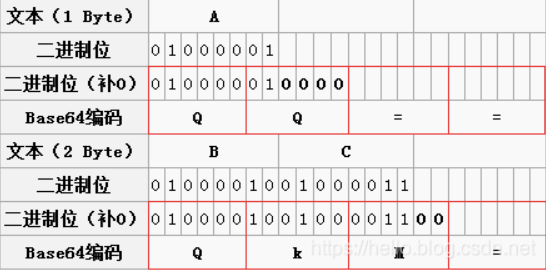 文本（1 Byte） A
二进制位 0 1 0 0 0 0 0 1
二进制位（补0） 0 1 0 0 0 0 0 1 0 0 0 0
Base64编码 Q Q = =
文本（2 Byte） B C
二进制位 0 1 0 0 0 0 1 0 0 1 0 0 0 0 1 1
二进制位（补0） 0 1 0 0 0 0 1 0 0 1 0 0 0 0 1 1 0 0
Base64编码 Q k M =
https://hello.blog.csdn.net